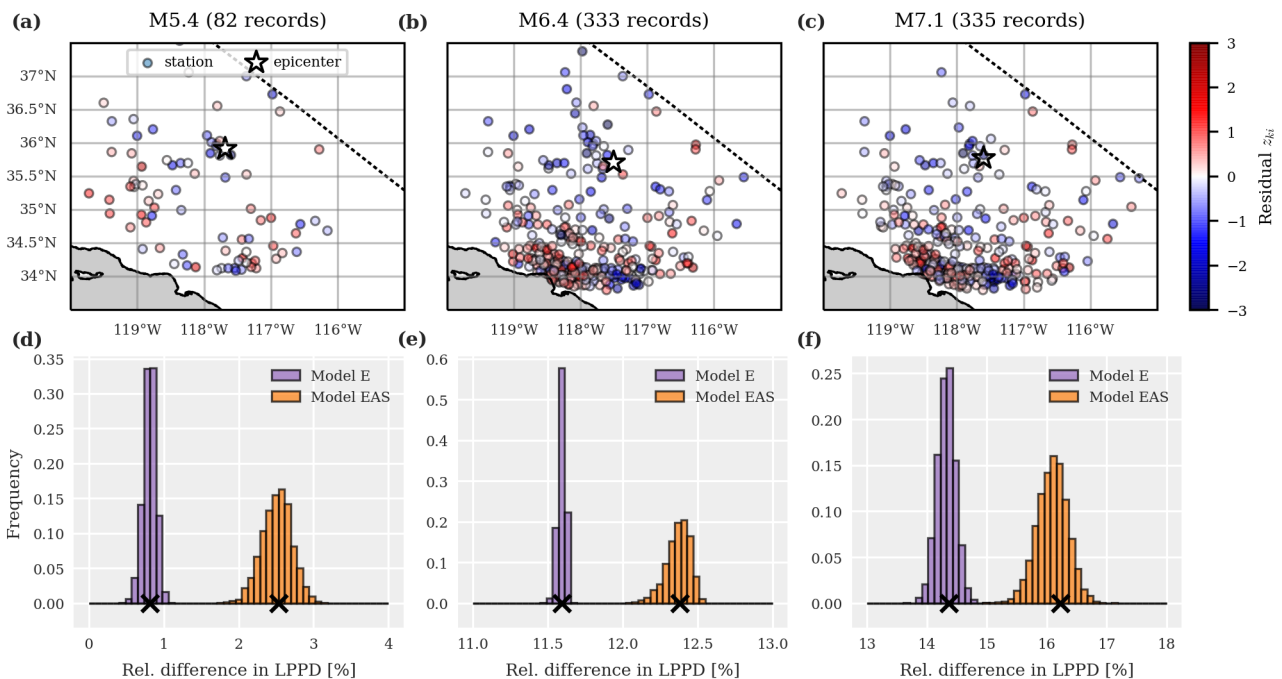 (a) M5.4 (82 records)
(b) M6.4 (333 records)
(c) M7.1 (335 records)
station epicenter
37°N
36.5°N
36°N
35.5°N
35°N
34.5°N
34°N
119°W 118°W 117°W 116°W
119°W 118°W 117°W 116°W
119°W 118°W 117°W 116°W
3
2
1
0
−1
−2
−3
Residual zki
(d)
Frequency
0.35
0.30
0.25
0.20
0.15
0.10
0.05
0.00
Model E
Model EAS
0 1 2 3 4
Rel. difference in LPPD [%]
(e)
0.6
0.5
0.4
0.3
0.2
0.1
0.0
Model E
Model EAS
11.0 11.5 12.0 12.5 13.0
Rel. difference in LPPD [%]
(f)
0.25
0.20
0.15
0.10
0.05
0.00
Model E
Model EAS
13 14 15 16 17 18
Rel. difference in LPPD [%]